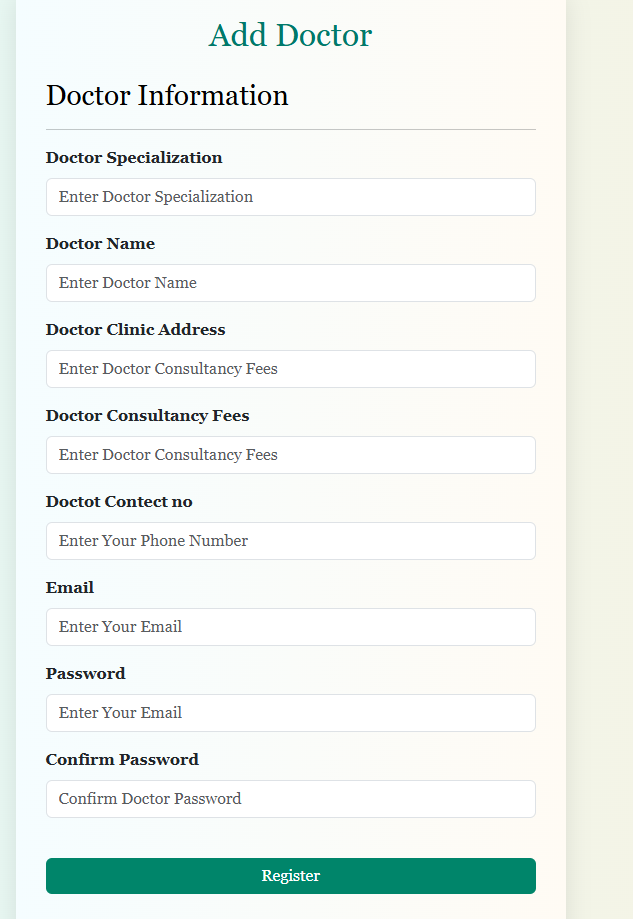 Add Doctor
Doctor Information
Doctor Specialization
Enter Doctor Specialization
Doctor Name
Enter Doctor Name
Doctor Clinic Address
Enter Doctor Consultancy Fees
Doctor Consultancy Fees
Enter Doctor Consultancy Fees
Doctot Contect no
Enter Your Phone Number
Email
Enter Your Email
Password
Enter Your Email
Confirm Password
Confirm Doctor Password
Register